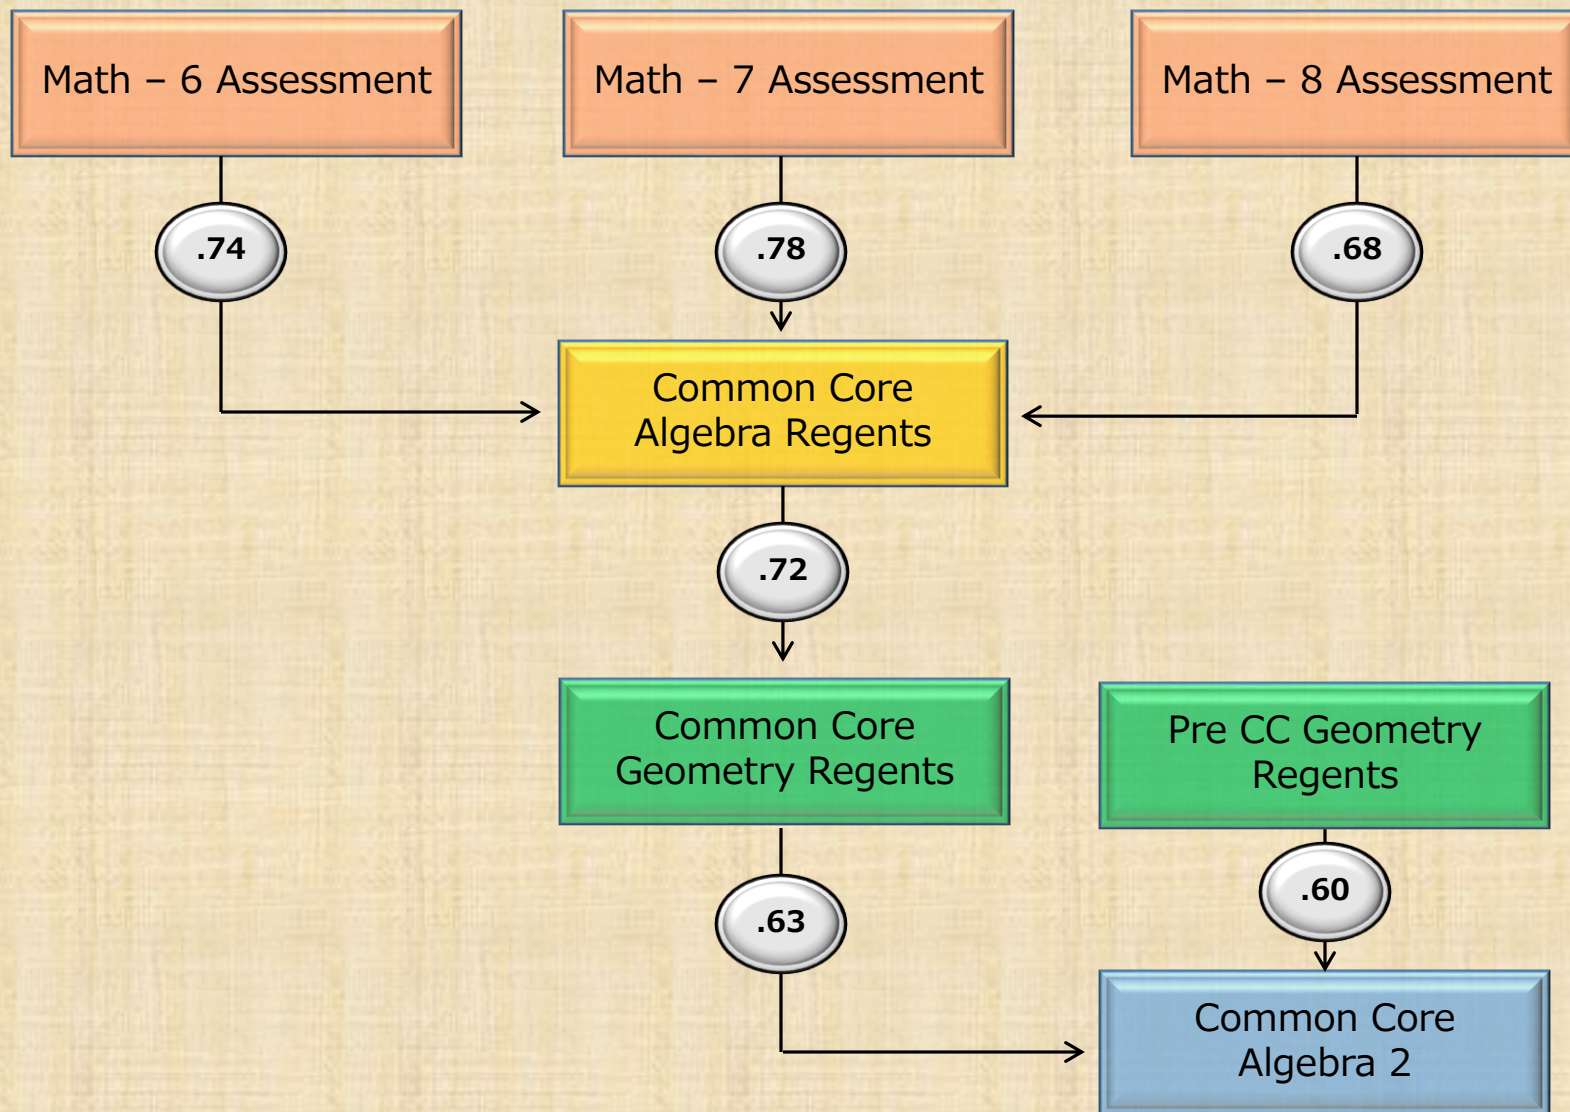 Math – 6 Assessment
Math – 7 Assessment
Math – 8 Assessment
.74
.78
.68
Common Core
Algebra Regents
.72
Common Core
Geometry Regents
Pre CC Geometry
Regents
.63
.60
Common Core
Algebra 2